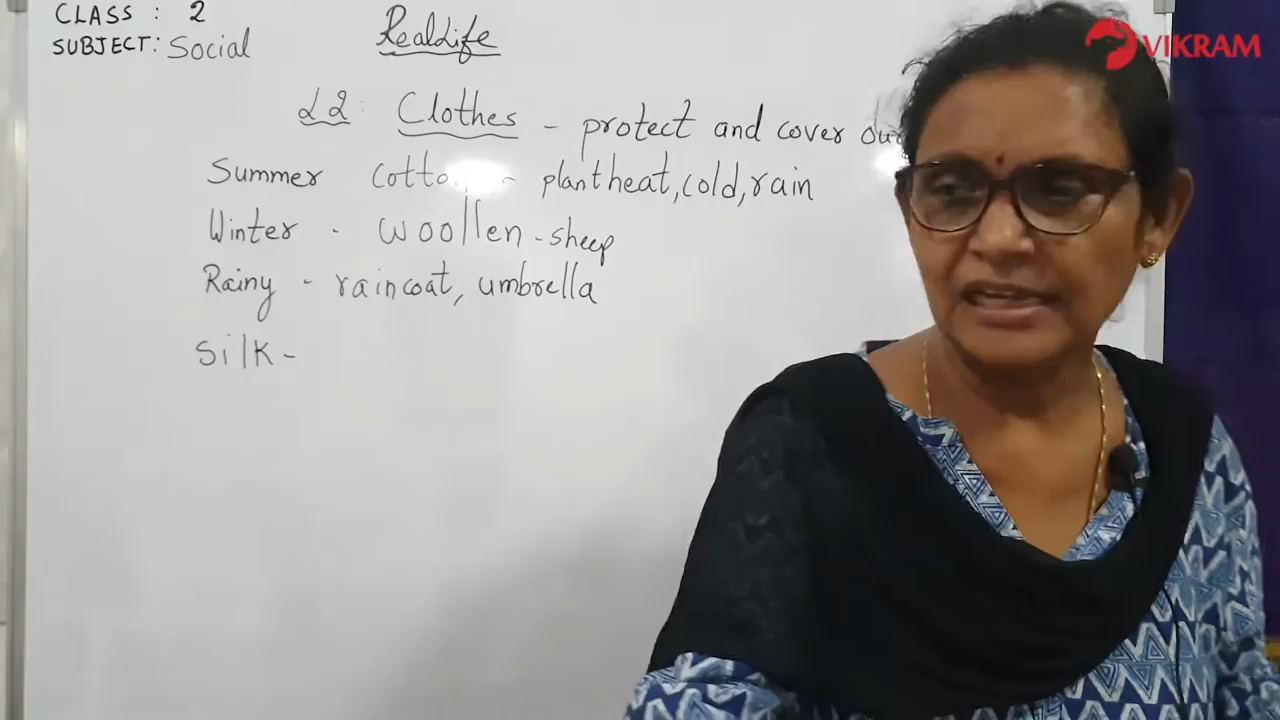 CLASS : 2
SUBJECT: Social
RealLife
VIKRAM
L2: Clothes - protect and cover our
Summer cotto - plant heat, cold, rain
Winter - woollen - sheep
Rainy - raincoat, umbrella
Silk -